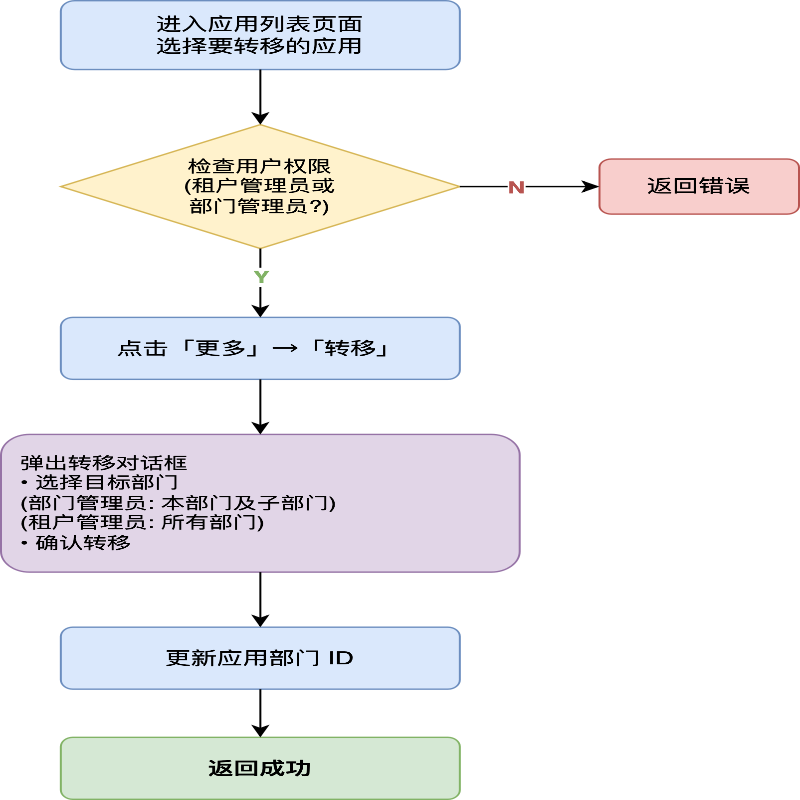 进入应用列表页面
选择要转移的应用
检查用户权限
(租户管理员或
部门管理员?)
N
返回错误
Y
点击「更多」→「转移」
弹出转移对话框
• 选择目标部门
(部门管理员: 本部门及子部门)
(租户管理员: 所有部门)
• 确认转移
更新应用部门 ID
返回成功